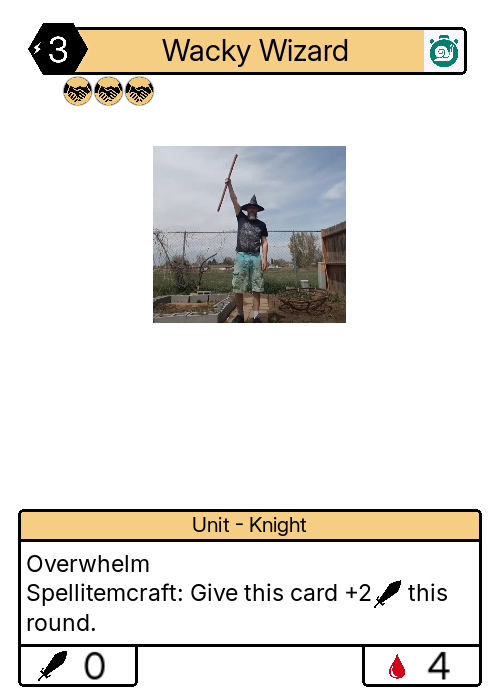 3 Wacky Wizard
Unit - Knight
Overwhelm
Spellitemcraft: Give this card +2 this
round.
0 4